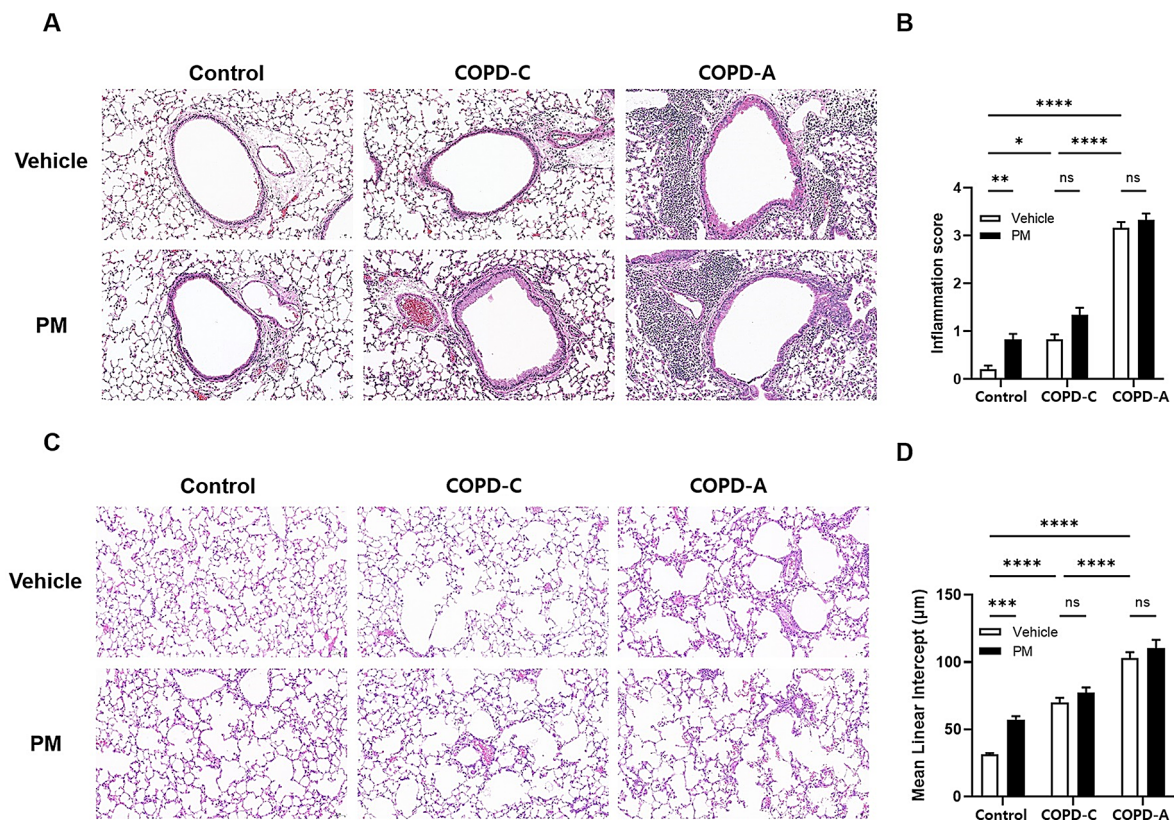 A
Control COPD-C COPD-A
Vehicle
PM
B
****
* ****
** ns ns
Inflammation score
4
3
2
1
0
Vehicle
PM
Control COPD-C COPD-A
C
Control COPD-C COPD-A
Vehicle
PM
D
****
**** ****
*** ns ns
Mean Linear Intercept (μm)
150
100
50
0
Vehicle
PM
Control COPD-C COPD-A